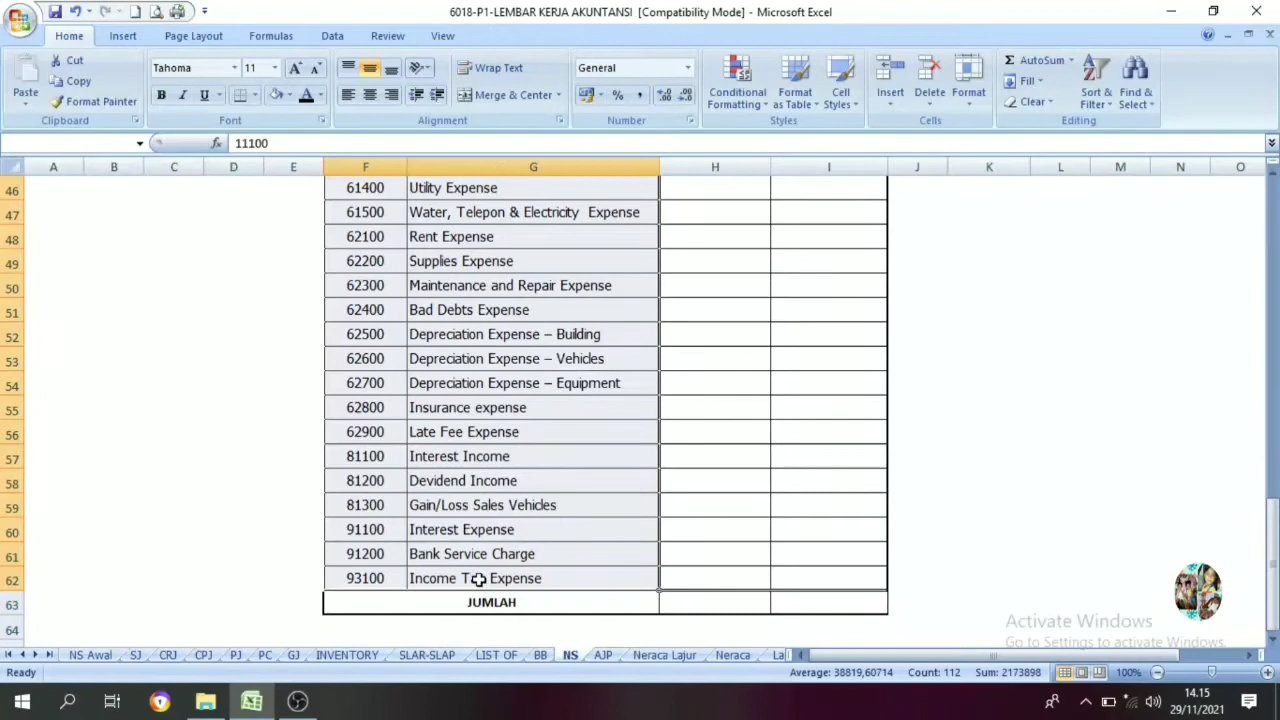 6018-P1-LEMBAR KERJA AKUNTANSI [Compatibility Mode] - Microsoft Excel
Home Insert Page Layout Formulas Data Review View
Paste
Cut
Copy
Format Painter
Clipboard
Tahoma 11
B I U
Font
Wrap Text
Merge & Center
Alignment
General
Number
Conditional Formatting
Format as Table
Cell Styles
Styles
Insert Delete Format
Cells
AutoSum
Fill
Clear
Sort & Filter
Find & Select
Editing
fx 11100
A B C D E F G H I J K L M N O
46 61400 Utility Expense
47 61500 Water, Telepon & Electricity Expense
48 62100 Rent Expense
49 62200 Supplies Expense
50 62300 Maintenance and Repair Expense
51 62400 Bad Debts Expense
52 62500 Depreciation Expense – Building
53 62600 Depreciation Expense – Vehicles
54 62700 Depreciation Expense – Equipment
55 62800 Insurance expense
56 62900 Late Fee Expense
57 81100 Interest Income
58 81200 Devidend Income
59 81300 Gain/Loss Sales Vehicles
60 91100 Interest Expense
61 91200 Bank Service Charge
62 93100 Income Tax Expense
63 JUMLAH
64
Activate Windows
Go to Settings to activate Windows.
NS Awal SJ CRJ CPJ PJ PC GJ INVENTORY SLAR-SLAP LIST OF BB NS AJP Neraca Lajur Neraca La
Ready Average: 38819,60714 Count: 112 Sum: 2173898 100%
14.15
29/11/2021